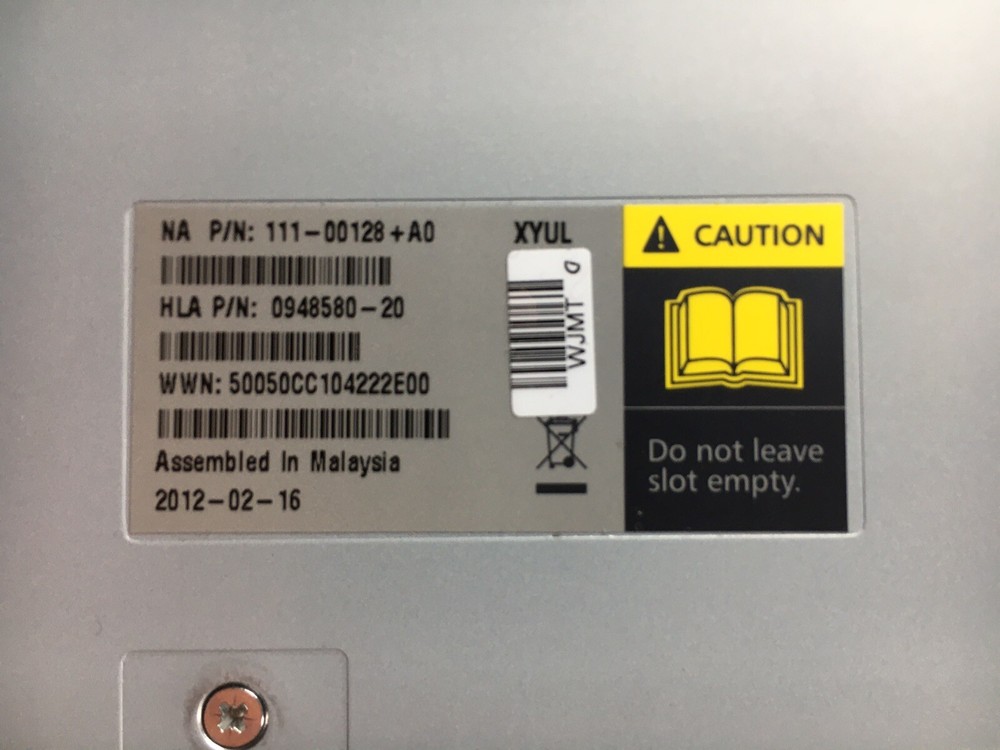 NA P/N: 111-00128+A0
HLA P/N: 0948580-20
WWN: 50050CC104222E00
Assembled In Malaysia
2012-02-16
XYUL
WJMT D
CAUTION
Do not leave
slot empty.